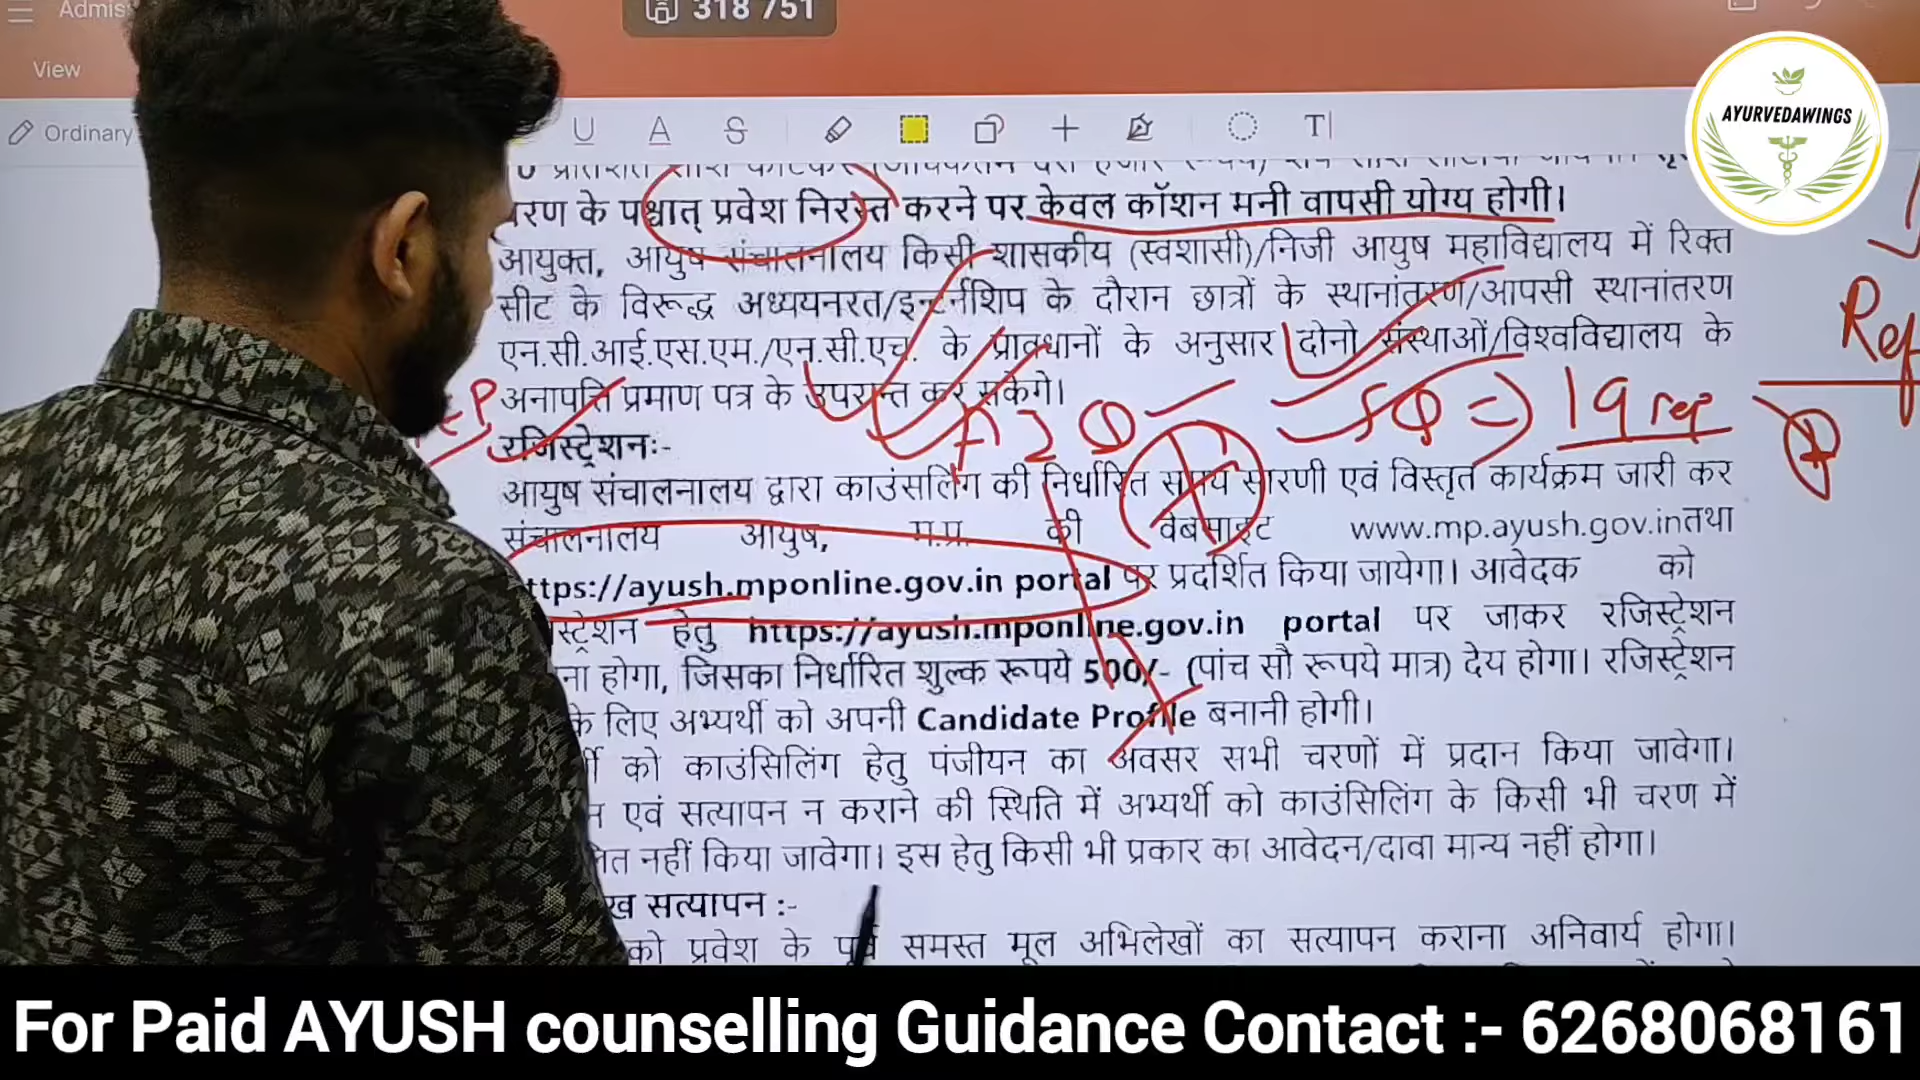 Admis
318 751
View
AYURVEDAWINGS
Ordinary
U A S T|
के पश्चात् प्रवेश निरस्त करने पर केवल कॉशन मनी वापसी योग्य होगी।
आयुक्त, आयुष संचालनालय किसी शासकीय (स्वशासी)/निजी आयुष महाविद्यालय में रिक्त
सीट के विरूद्ध अध्ययनरत/इन्टर्नशिप के दौरान छात्रों के स्थानांतरण/आपसी स्थानांतरण
एन.सी.आई.एस.एम./एन.सी.एच. के प्रावधानों के अनुसार दोनो संस्थाओं/विश्वविद्यालय के
अनापत्ति प्रमाण पत्र के उपरान्त कर सकेगे।
19 rep
रजिस्ट्रेशनः-
आयुष संचालनालय द्वारा काउंसलिंग की निर्धारित समय सारणी एवं विस्तृत कार्यक्रम जारी कर
संचालनालय आयुष, म.प्र. की वेबसाइट www.mp.ayush.gov.inतथा
ttps://ayush.mponline.gov.in portal पर प्रदर्शित किया जायेगा। आवेदक को
स्ट्रेशन हेतु https://ayush.mponline.gov.in portal पर जाकर रजिस्ट्रेशन
ना होगा, जिसका निर्धारित शुल्क रूपये 500/- (पांच सौ रूपये मात्र) देय होगा। रजिस्ट्रेशन
के लिए अभ्यर्थी को अपनी Candidate Profile बनानी होगी।
को काउंसिलिंग हेतु पंजीयन का अवसर सभी चरणों में प्रदान किया जावेगा।
एवं सत्यापन न कराने की स्थिति में अभ्यर्थी को काउंसिलिंग के किसी भी चरण में
नहीं किया जावेगा। इस हेतु किसी भी प्रकार का आवेदन/दावा मान्य नहीं होगा।
सत्यापन :-
को प्रवेश के पूर्व समस्त मूल अभिलेखों का सत्यापन कराना अनिवार्य होगा।
For Paid AYUSH counselling Guidance Contact :- 6268068161